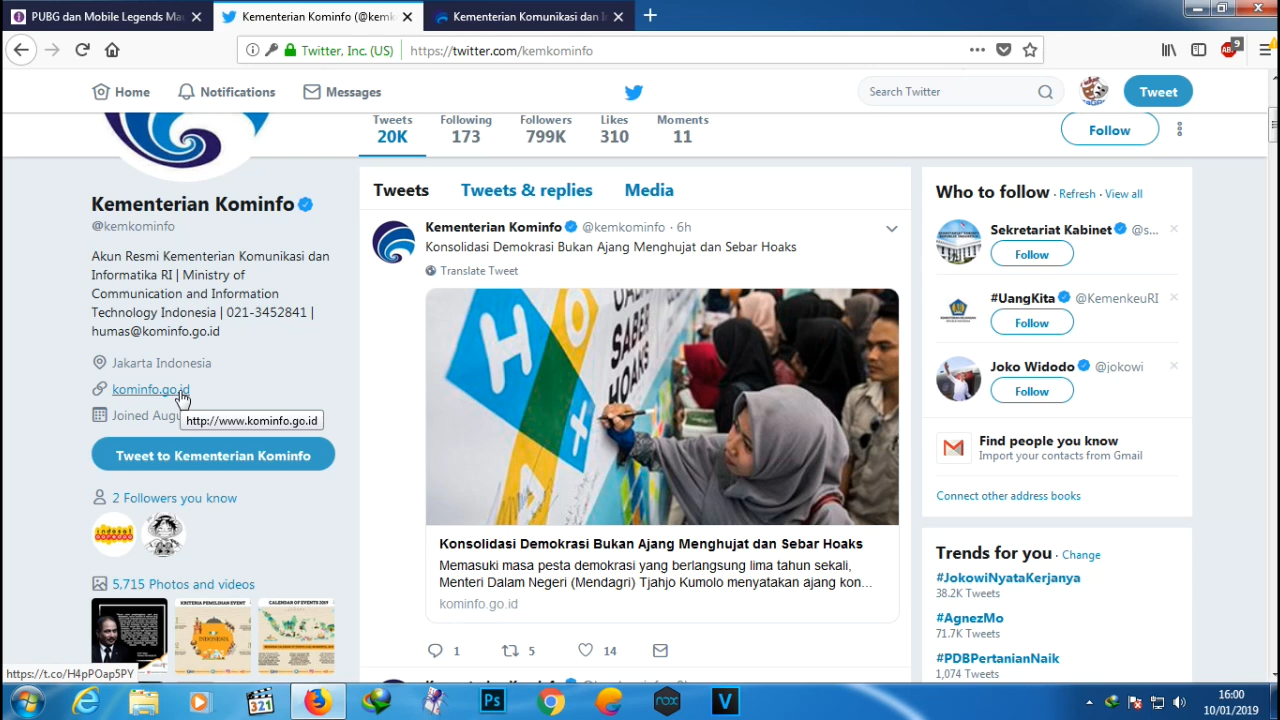 PUBG dan Mobile Legends Ma
Kementerian Kominfo (@kemk
Kementerian Komunikasi dan I
Twitter, Inc. (US)
https://twitter.com/kemkominfo
9
Home
Notifications
Messages
Search Twitter
Tweet
Tweets
20K
Following
173
Followers
799K
Likes
310
Moments
11
Follow
Kementerian Kominfo
@kemkominfo
Akun Resmi Kementerian Komunikasi dan
Informatika RI | Ministry of
Communication and Information
Technology Indonesia | 021-3452841 |
humas@kominfo.go.id
Jakarta Indonesia
kominfo.go.id
Joined Augu
http://www.kominfo.go.id
Tweet to Kementerian Kominfo
2 Followers you know
5,715 Photos and videos
KRITERIA PEMILIHAN EVENT
CALENDAR OF EVENTS 2019
https://t.co/H4pPOap5PY
Tweets
Tweets & replies
Media
Kementerian Kominfo @kemkominfo · 6h
Konsolidasi Demokrasi Bukan Ajang Menghujat dan Sebar Hoaks
Translate Tweet
SABER
HOAKS
Konsolidasi Demokrasi Bukan Ajang Menghujat dan Sebar Hoaks
Memasuki masa pesta demokrasi yang berlangsung lima tahun sekali,
Menteri Dalam Negeri (Mendagri) Tjahjo Kumolo menyatakan ajang kon...
kominfo.go.id
1
5
14
Who to follow · Refresh · View all
Sekretariat Kabinet @s...
Follow
#UangKita @KemenkeuRI
Follow
Joko Widodo @jokowi
Follow
Find people you know
Import your contacts from Gmail
Connect other address books
Trends for you · Change
#JokowiNyataKerjanya
38.2K Tweets
#AgnezMo
71.7K Tweets
#PDBPertanianNaik
1,074 Tweets
321
Ps
nox
V
16:00
10/01/2019